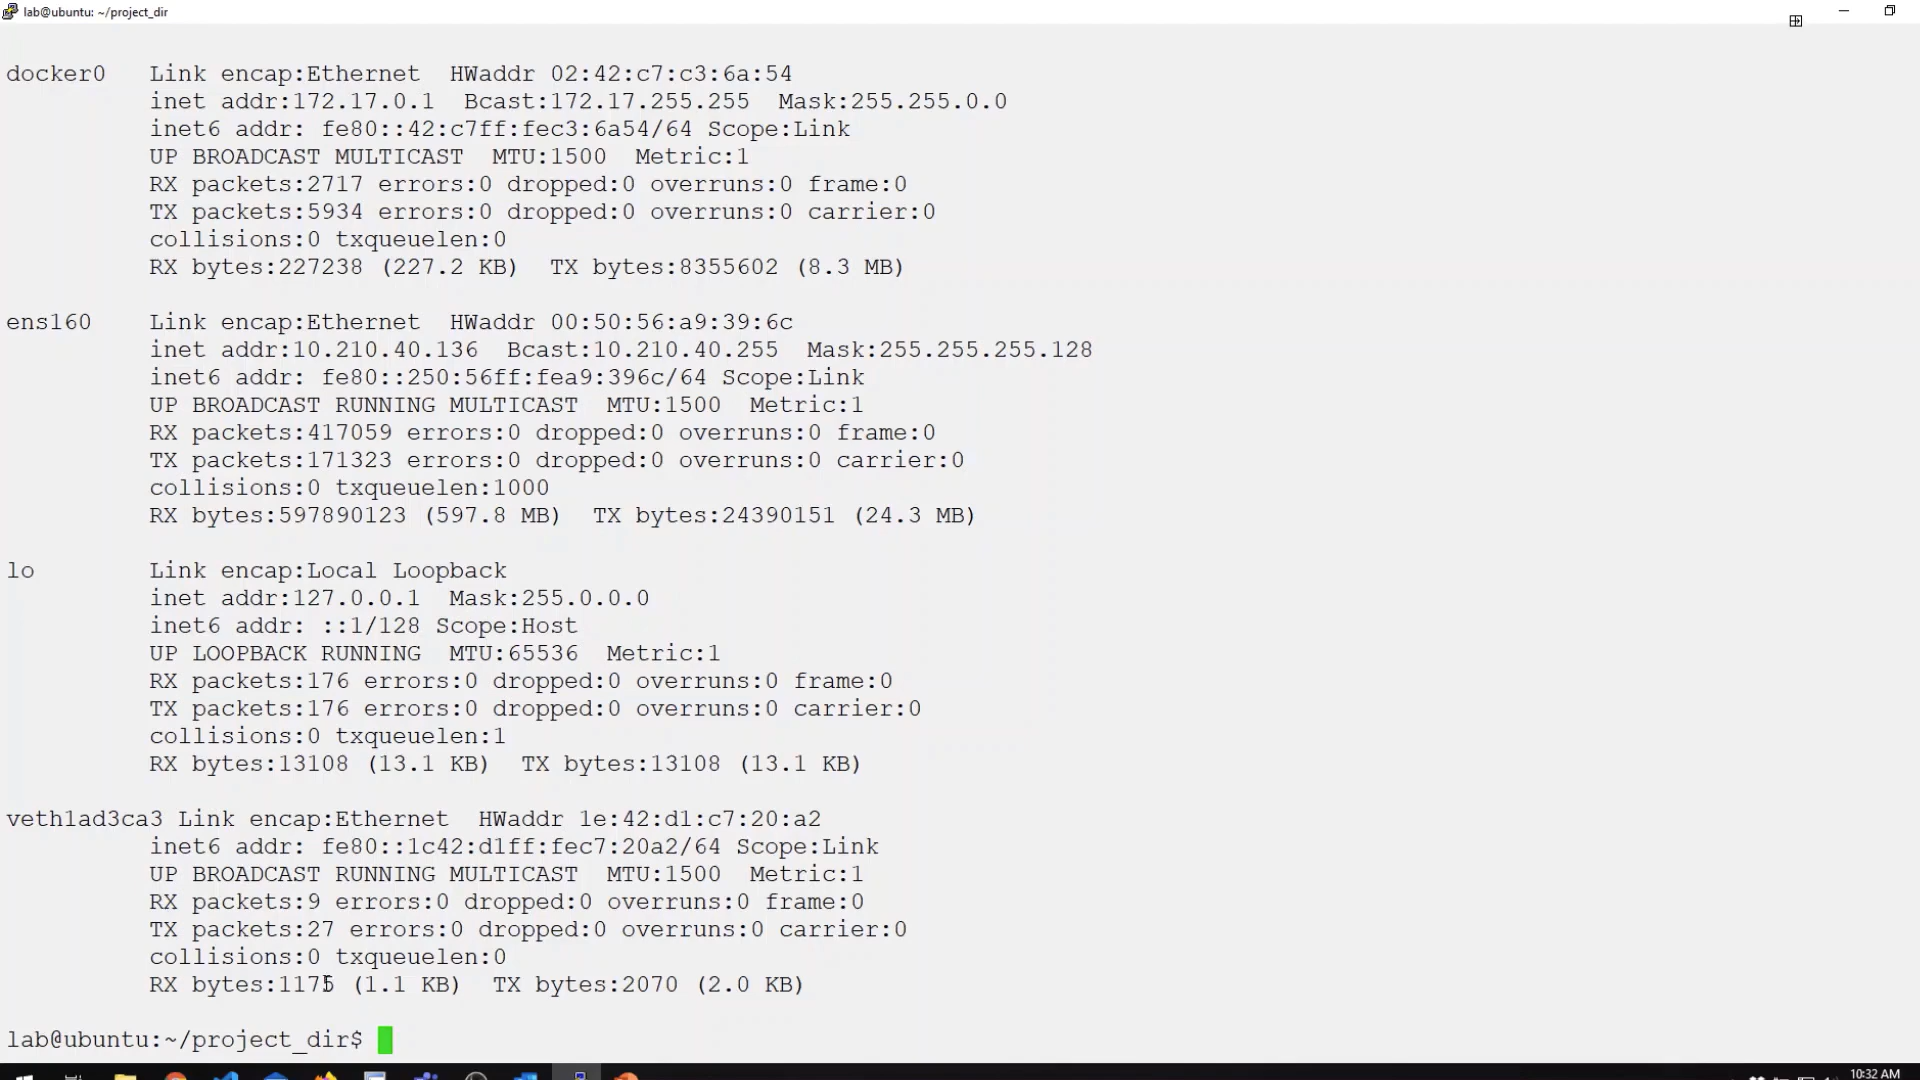 lab@ubuntu: ~/project_dir
docker0 Link encap:Ethernet HWaddr 02:42:c7:c3:6a:54
inet addr:172.17.0.1 Bcast:172.17.255.255 Mask:255.255.0.0
inet6 addr: fe80::42:c7ff:fec3:6a54/64 Scope:Link
UP BROADCAST MULTICAST MTU:1500 Metric:1
RX packets:2717 errors:0 dropped:0 overruns:0 frame:0
TX packets:5934 errors:0 dropped:0 overruns:0 carrier:0
collisions:0 txqueuelen:0
RX bytes:227238 (227.2 KB) TX bytes:8355602 (8.3 MB)
ens160 Link encap:Ethernet HWaddr 00:50:56:a9:39:6c
inet addr:10.210.40.136 Bcast:10.210.40.255 Mask:255.255.255.128
inet6 addr: fe80::250:56ff:fea9:396c/64 Scope:Link
UP BROADCAST RUNNING MULTICAST MTU:1500 Metric:1
RX packets:417059 errors:0 dropped:0 overruns:0 frame:0
TX packets:171323 errors:0 dropped:0 overruns:0 carrier:0
collisions:0 txqueuelen:1000
RX bytes:597890123 (597.8 MB) TX bytes:24390151 (24.3 MB)
lo Link encap:Local Loopback
inet addr:127.0.0.1 Mask:255.0.0.0
inet6 addr: ::1/128 Scope:Host
UP LOOPBACK RUNNING MTU:65536 Metric:1
RX packets:176 errors:0 dropped:0 overruns:0 frame:0
TX packets:176 errors:0 dropped:0 overruns:0 carrier:0
collisions:0 txqueuelen:1
RX bytes:13108 (13.1 KB) TX bytes:13108 (13.1 KB)
veth1ad3ca3 Link encap:Ethernet HWaddr 1e:42:d1:c7:20:a2
inet6 addr: fe80::1c42:d1ff:fec7:20a2/64 Scope:Link
UP BROADCAST RUNNING MULTICAST MTU:1500 Metric:1
RX packets:9 errors:0 dropped:0 overruns:0 frame:0
TX packets:27 errors:0 dropped:0 overruns:0 carrier:0
collisions:0 txqueuelen:0
RX bytes:1175 (1.1 KB) TX bytes:2070 (2.0 KB)
lab@ubuntu:~/project_dir$
10:32 AM